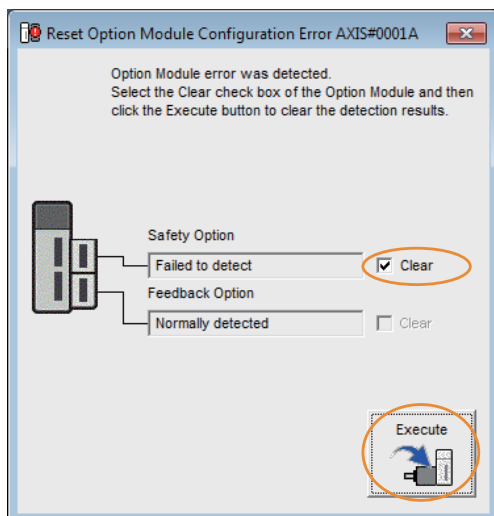 Reset Option Module Configuration Error AXIS#0001A
Option Module error was detected.
Select the Clear check box of the Option Module and then
click the Execute button to clear the detection results.
Safety Option
Failed to detect
Clear
Feedback Option
Normally detected
Clear
Execute